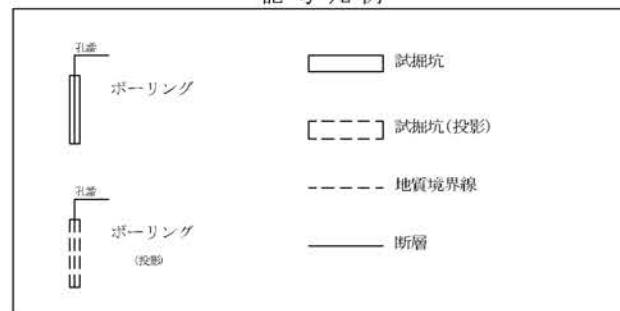 記号凡例
孔番
ボーリング
試掘坑
試掘坑(投影)
地質境界線
孔番
ボーリング
(投影)
断層